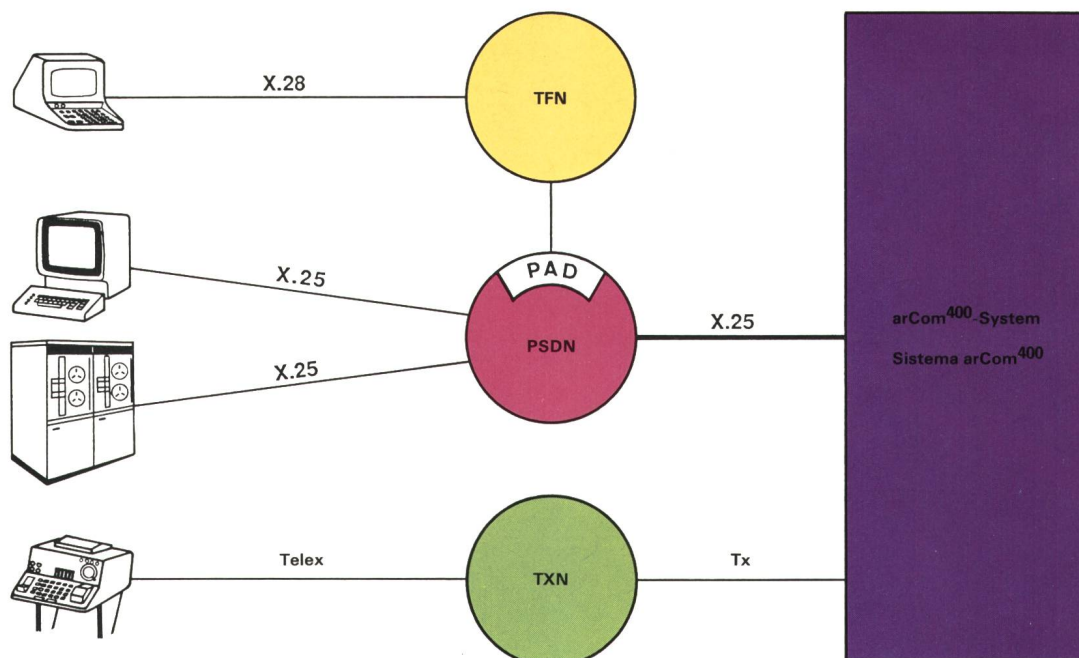 X.28
TFN
PAD
X.25
PSDN
X.25
X.25
arCom400-System
Sistema arCom400
Telex
TXN
Tx